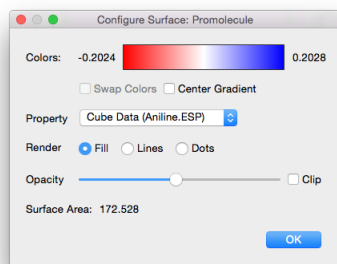 Configure Surface: Promolecule
Colors: -0.2024 0.2028
Swap Colors Center Gradient
Property Cube Data (Aniline.ESP)
Render Fill Lines Dots
Opacity Clip
Surface Area: 172.528
OK